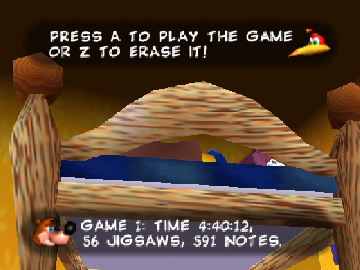 PRESS A TO PLAY THE GAME
OR Z TO ERASE IT!
GAME 1: TIME 4:40:12,
56 JIGSAWS, 591 NOTES.